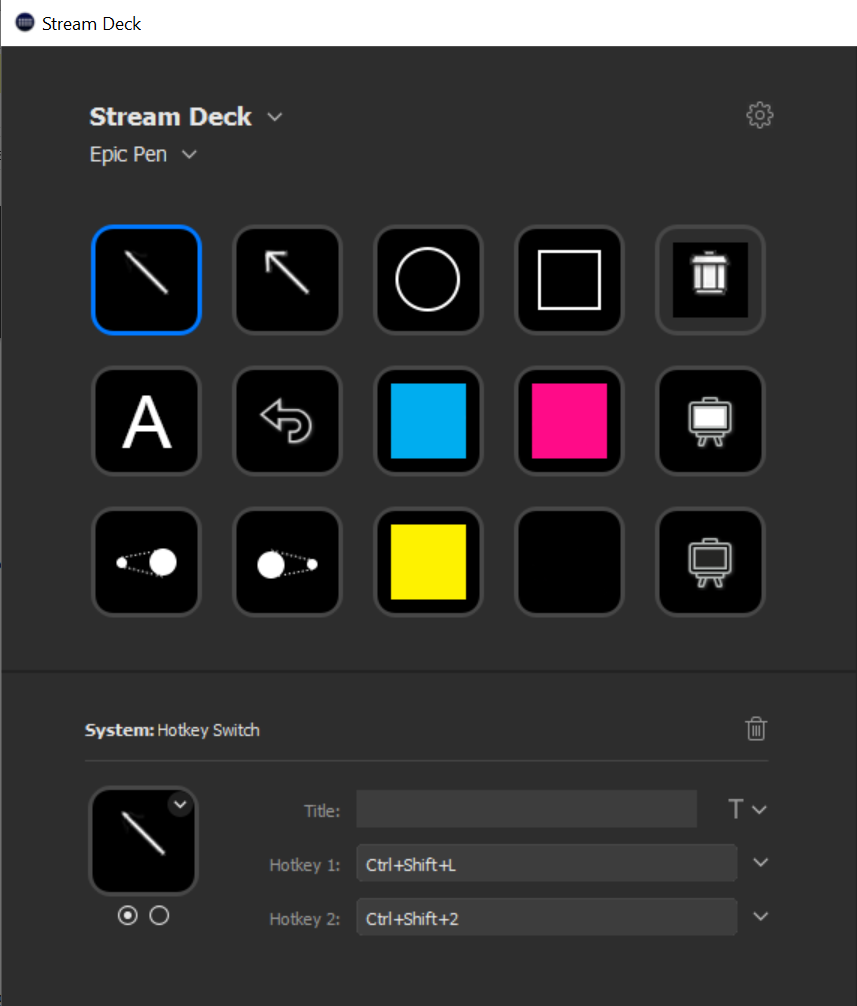 Stream Deck
Stream Deck
Epic Pen
A
System: Hotkey Switch
Title:
T
Hotkey 1: Ctrl+Shift+L
Hotkey 2: Ctrl+Shift+2